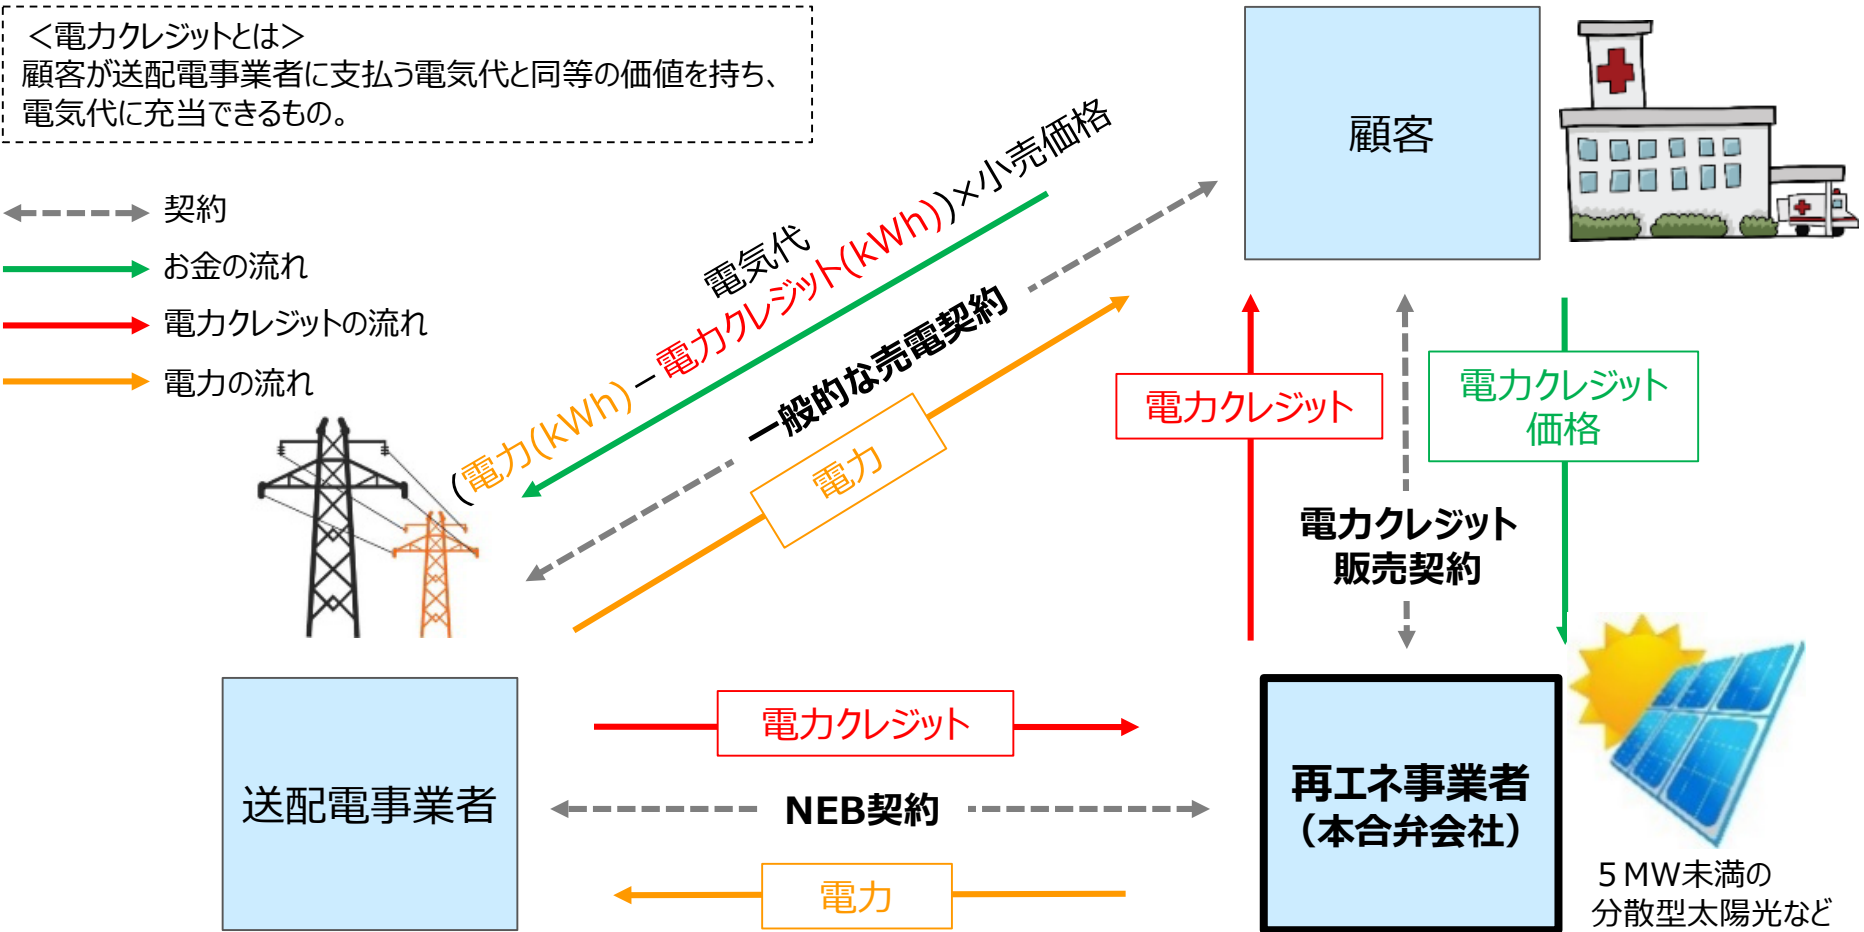 ＜電力クレジットとは＞
顧客が送配電事業者に支払う電気代と同等の価値を持ち、
電気代に充当できるもの。
契約
お金の流れ
電力クレジットの流れ
電力の流れ
顧客
電気代
(電力(kWh)－電力クレジット(kWh))×小売価格
一般的な売電契約
電力
電力クレジット
電力クレジット
価格
電力クレジット
販売契約
送配電事業者
電力クレジット
NEB契約
電力
再エネ事業者
（本合弁会社）
５MW未満の
分散型太陽光など